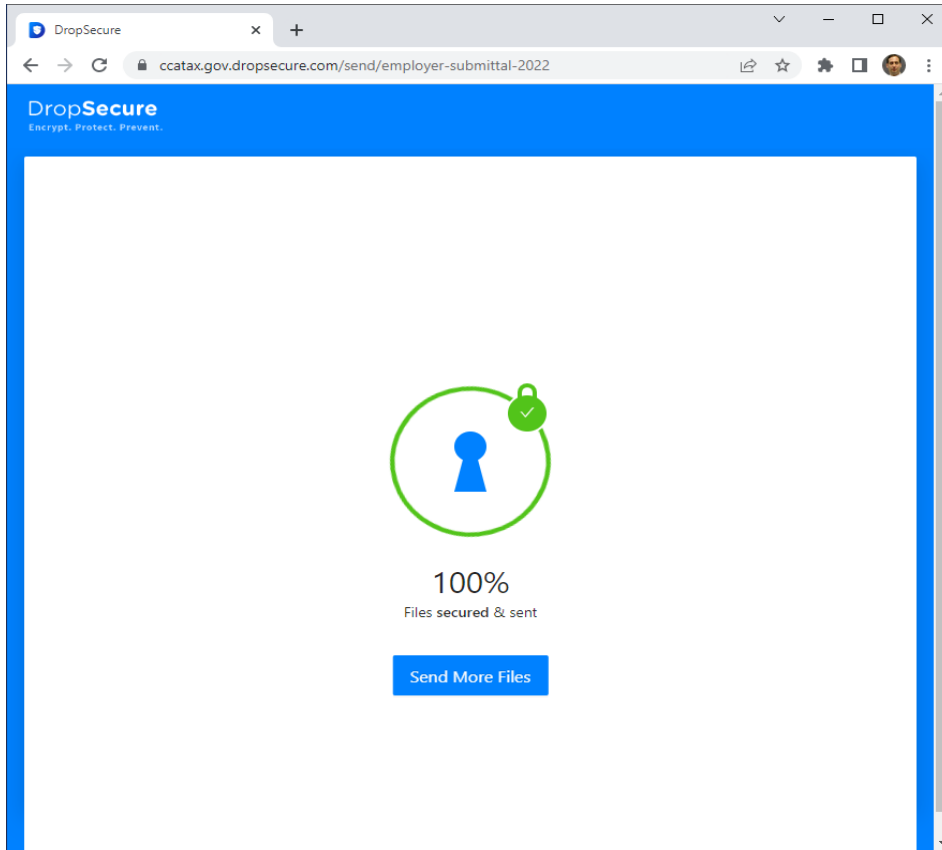 DropSecure
ccatax.gov.dropsecure.com/send/employer-submittal-2022
DropSecure
Encrypt. Protect. Prevent.
100%
Files secured & sent
Send More Files